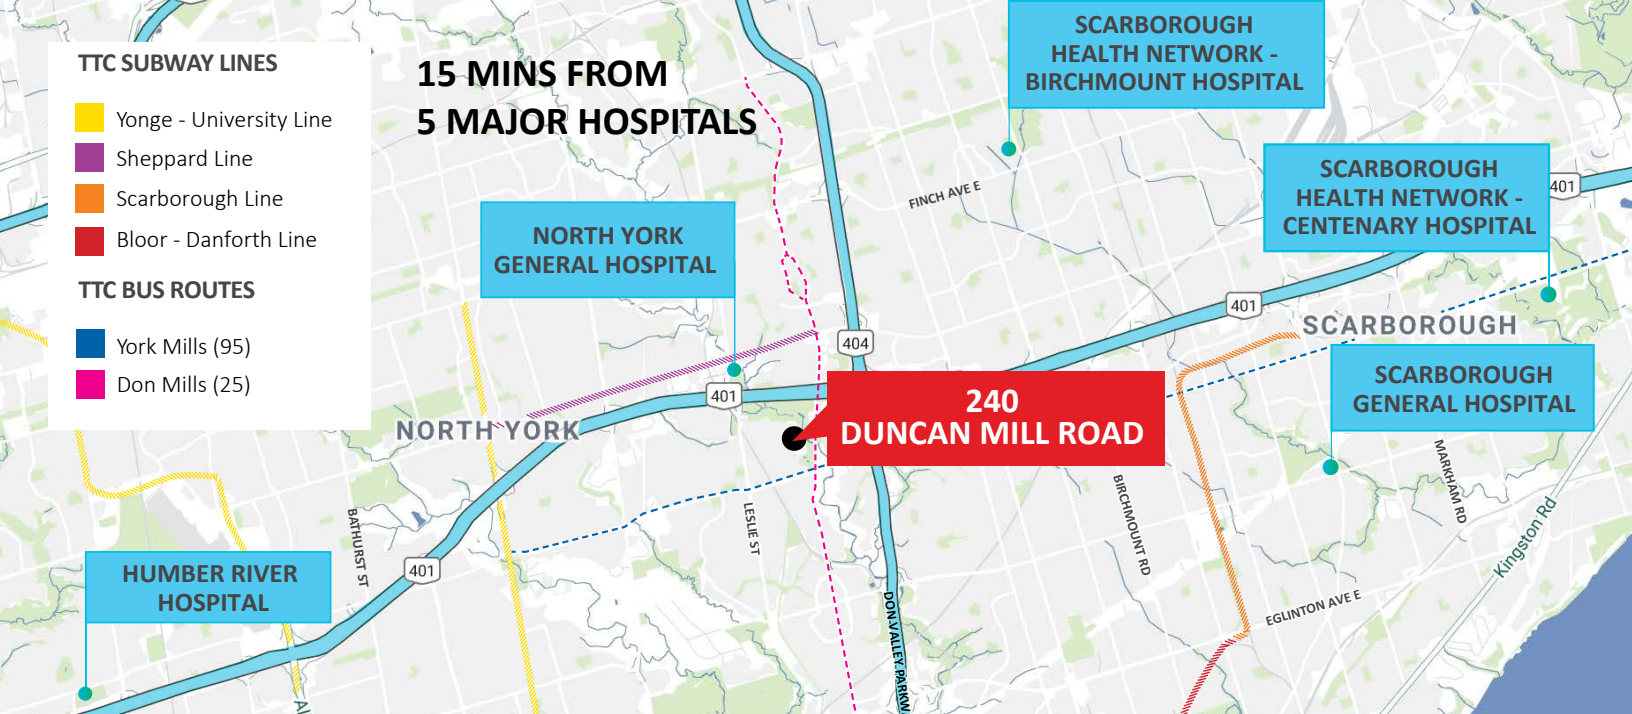 TTC SUBWAY LINES
Yonge - University Line
Sheppard Line
Scarborough Line
Bloor - Danforth Line
TTC BUS ROUTES
York Mills (95)
Don Mills (25)
15 MINS FROM
5 MAJOR HOSPITALS
SCARBOROUGH
HEALTH NETWORK -
BIRCHMOUNT HOSPITAL
SCARBOROUGH
HEALTH NETWORK -
CENTENARY HOSPITAL
401
FINCH AVE E
NORTH YORK
GENERAL HOSPITAL
401
SCARBOROUGH
404
SCARBOROUGH
GENERAL HOSPITAL
401
240
DUNCAN MILL ROAD
NORTH YORK
MARKHAM RD
BIRCHMOUNT RD
LESLIE ST
BATHURST ST
Kingston Rd
401
HUMBER RIVER
HOSPITAL
EGLINTON AVE E
DON VALLEY PARKW